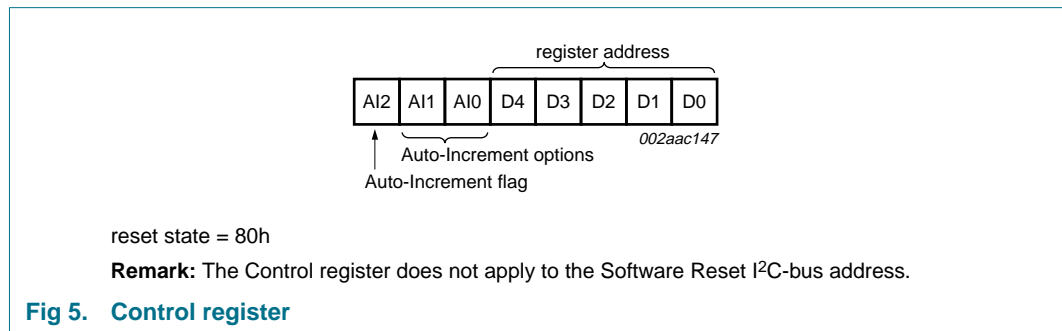 register address
AI2 AI1 AI0 D4 D3 D2 D1 D0
002aac147
Auto-Increment options
Auto-Increment flag
reset state = 80h
Remark: The Control register does not apply to the Software Reset I²C-bus address.
Fig 5. Control register